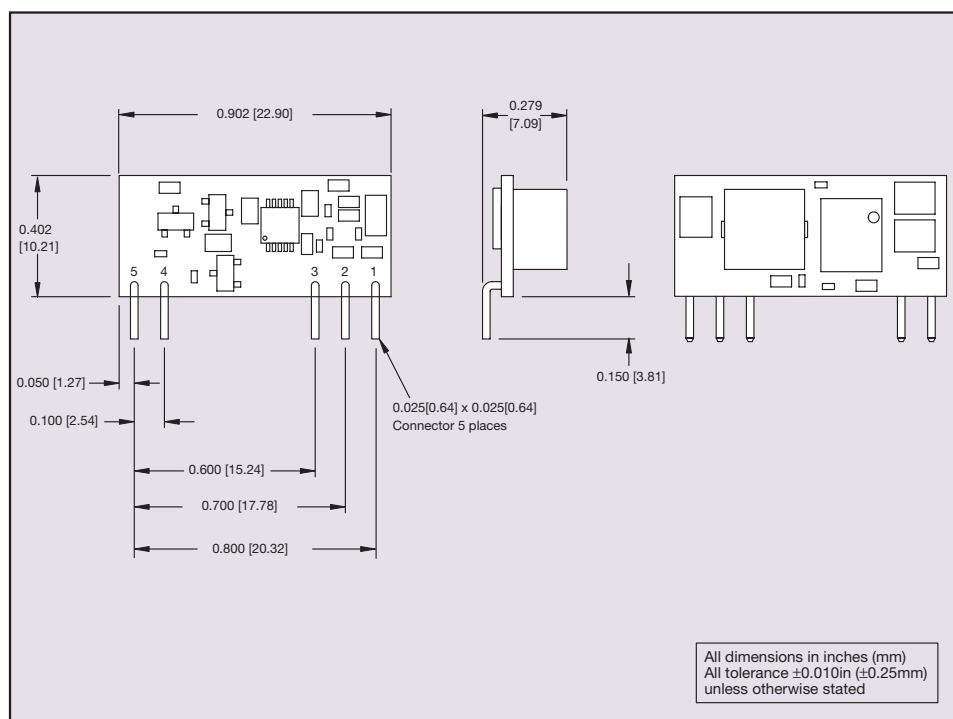 0.902 [22.90]
0.279
[7.09]
0.402
[10.21]
5 4 3 2 1
0.050 [1.27]
0.150 [3.81]
0.025[0.64] x 0.025[0.64]
Connector 5 places
0.100 [2.54]
0.600 [15.24]
0.700 [17.78]
0.800 [20.32]
All dimensions in inches (mm)
All tolerance ±0.010in (±0.25mm)
unless otherwise stated